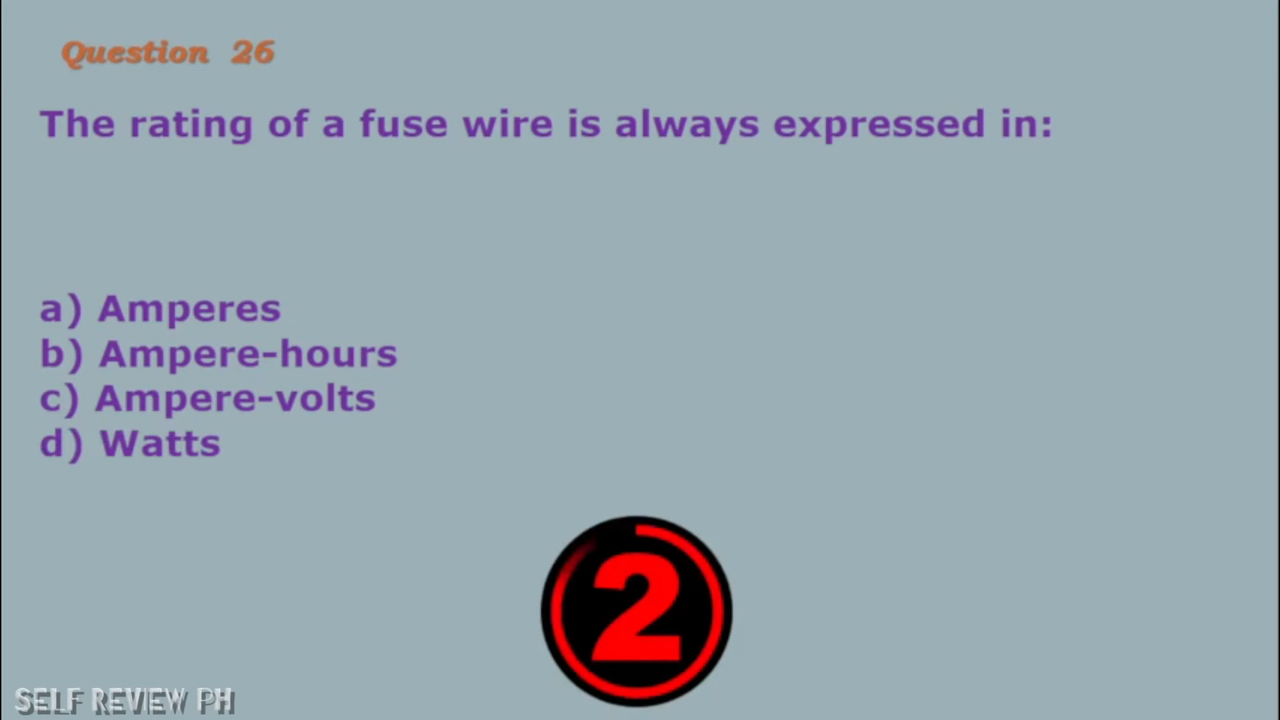 Question 26
The rating of a fuse wire is always expressed in:
a) Amperes
b) Ampere-hours
c) Ampere-volts
d) Watts
2
SELF REVIEW PH